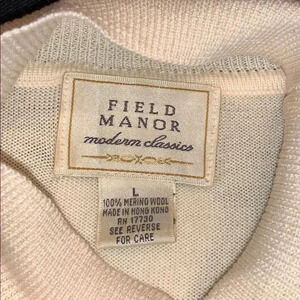 FIELD
MANOR
modern classics
L
100% MERINO WOOL
MADE IN HONG KONG
RN 17730
SEE REVERSE
FOR CARE